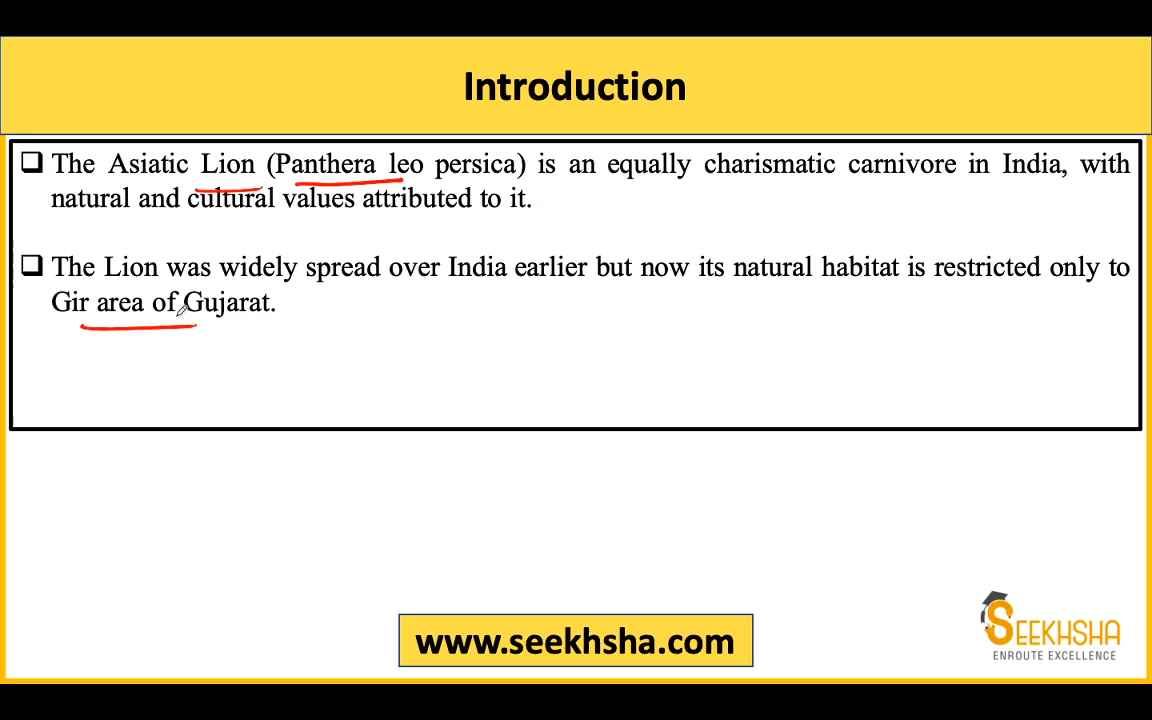 Introduction
❑ The Asiatic Lion (Panthera leo persica) is an equally charismatic carnivore in India, with
natural and cultural values attributed to it.
❑ The Lion was widely spread over India earlier but now its natural habitat is restricted only to
Gir area of Gujarat.
www.seekhsha.com
SEEKHSHA
ENROUTE EXCELLENCE